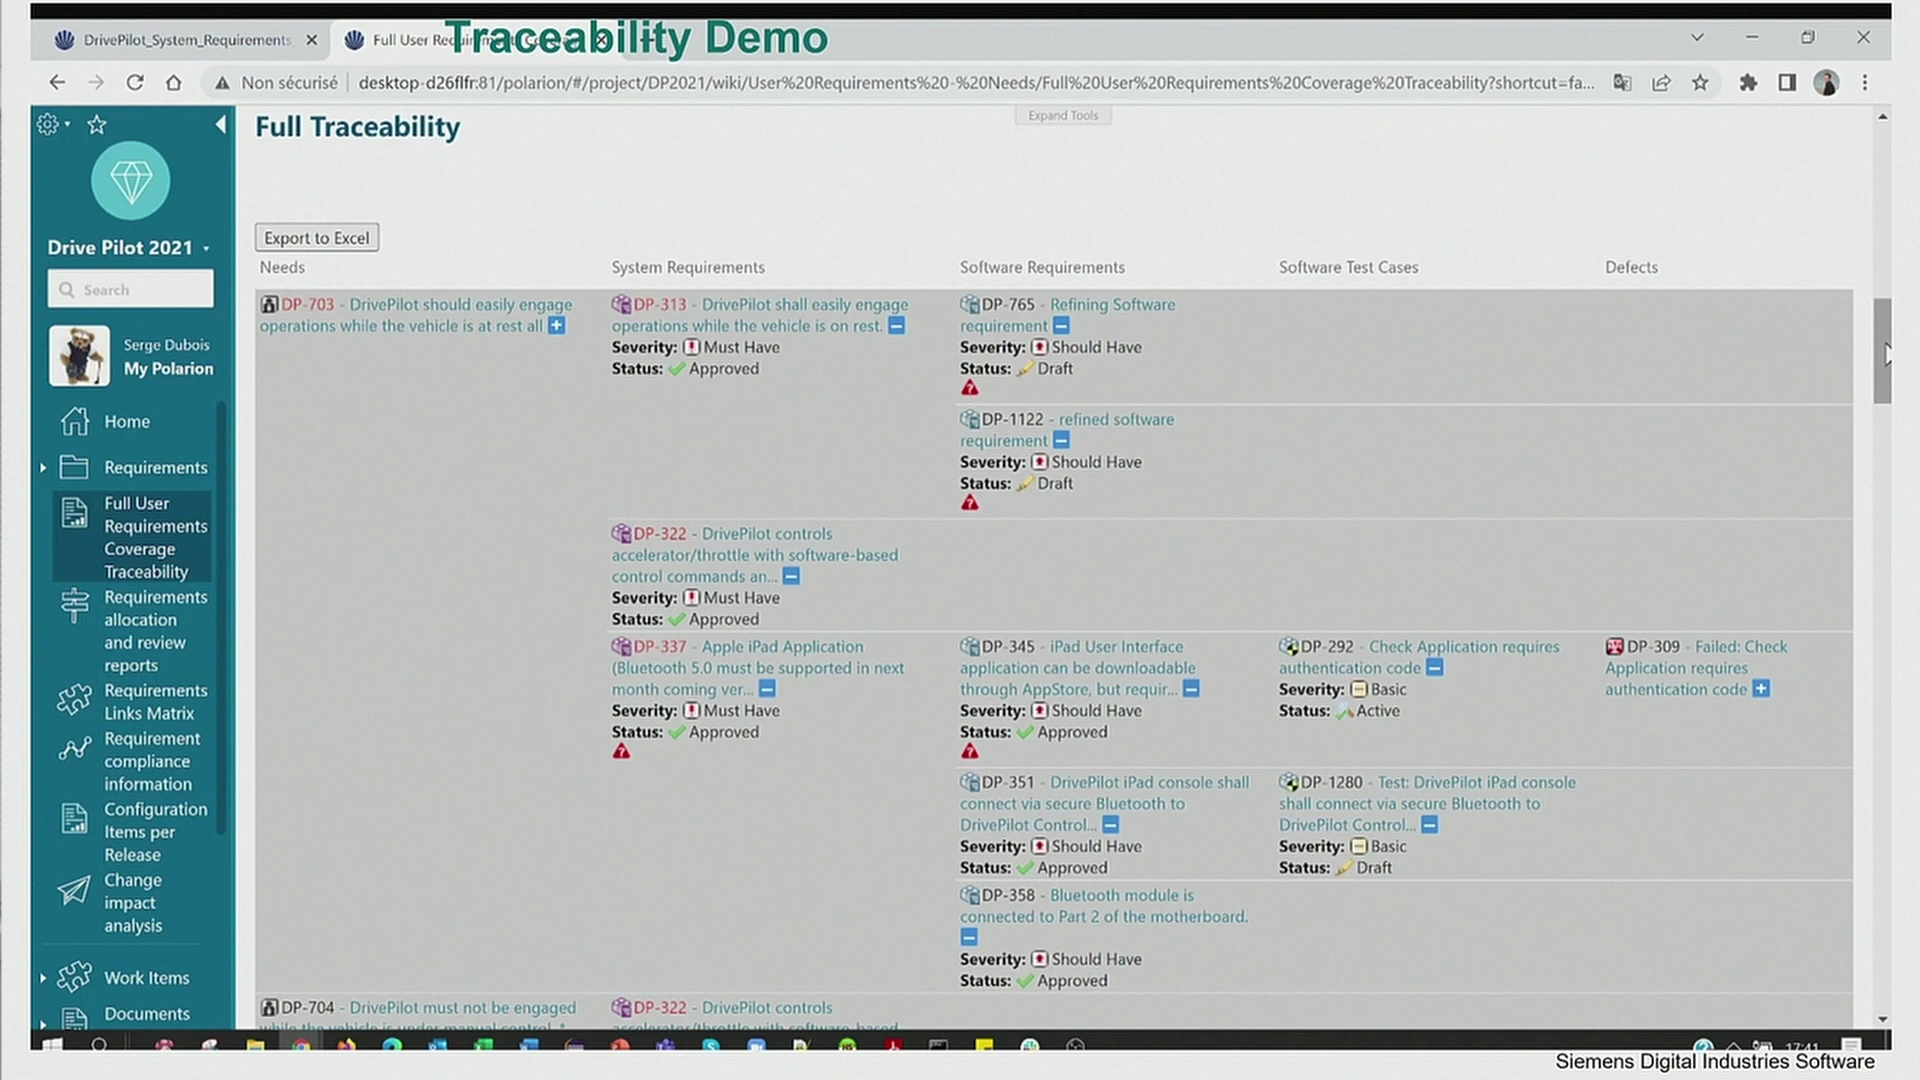 Traceability Demo
DrivePilot_System_Requirements
Full User
Non sécurisé
desktop-d26flfr:81/polarion/#/project/DP2021/wiki/User%20Requirements%20-%20Needs/Full%20User%20Requirements%20Coverage%20Traceability?shortcut=fa...
Expand Tools
Full Traceability
Drive Pilot 2021
Search
Serge Dubois
My Polarion
Home
Requirements
Full User
Requirements
Coverage
Traceability
Requirements
allocation
and review
reports
Requirements
Links Matrix
Requirement
compliance
information
Configuration
Items per
Release
Change
impact
analysis
Work Items
Documents
Export to Excel
Needs System Requirements Software Requirements Software Test Cases Defects
DP-703 - DrivePilot should easily engage
operations while the vehicle is at rest all
DP-313 - DrivePilot shall easily engage
operations while the vehicle is on rest.
Severity: Must Have
Status: Approved
DP-765 - Refining Software
requirement
Severity: Should Have
Status: Draft
DP-1122 - refined software
requirement
Severity: Should Have
Status: Draft
DP-322 - DrivePilot controls
accelerator/throttle with software-based
control commands an...
Severity: Must Have
Status: Approved
DP-337 - Apple iPad Application
(Bluetooth 5.0 must be supported in next
month coming ver...
Severity: Must Have
Status: Approved
DP-345 - iPad User Interface
application can be downloadable
through AppStore, but requir...
Severity: Should Have
Status: Approved
DP-292 - Check Application requires
authentication code
Severity: Basic
Status: Active
DP-309 - Failed: Check
Application requires
authentication code
DP-351 - DrivePilot iPad console shall
connect via secure Bluetooth to
DrivePilot Control...
Severity: Should Have
Status: Approved
DP-1280 - Test: DrivePilot iPad console
shall connect via secure Bluetooth to
DrivePilot Control...
Severity: Basic
Status: Draft
DP-358 - Bluetooth module is
connected to Part 2 of the motherboard.
Severity: Should Have
Status: Approved
DP-704 - DrivePilot must not be engaged
while the vehicle is under manual control.
DP-322 - DrivePilot controls
accelerator/throttle with software-based
17:41
Siemens Digital Industries Software